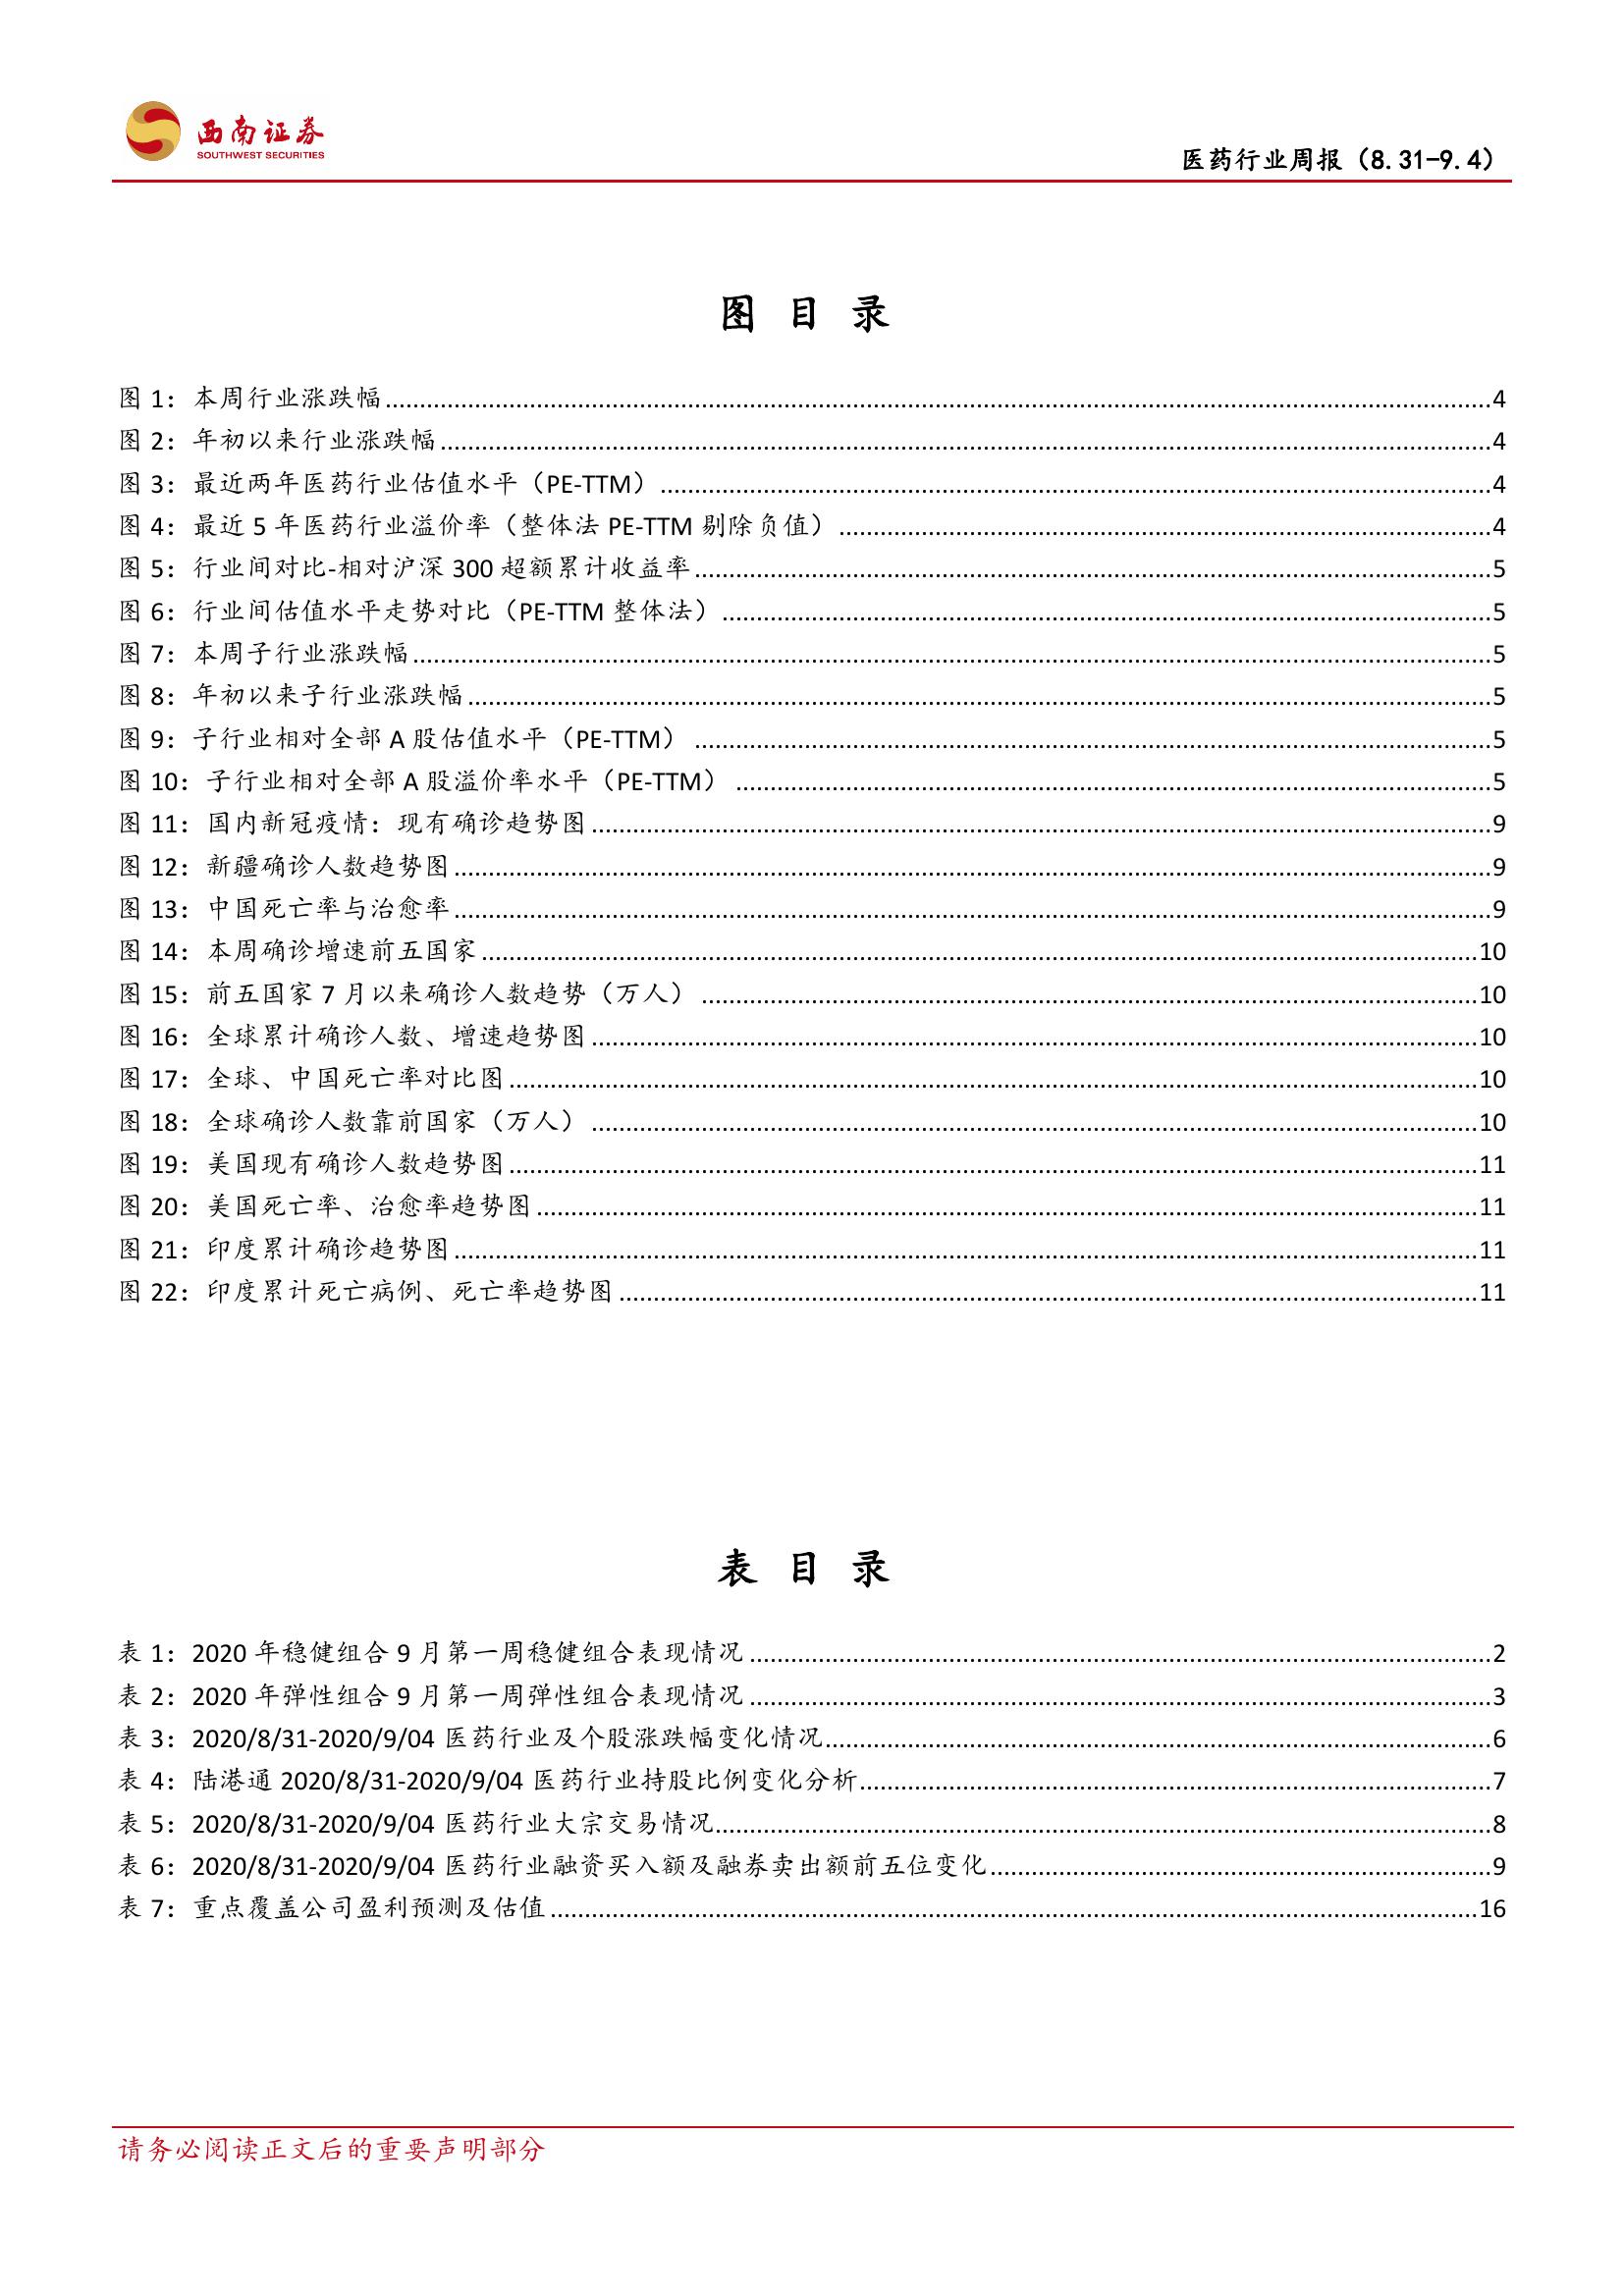 西南证券
SOUTHWEST SECURITIES
医药行业周报（8.31-9.4）
图 目 录
图 1：本周行业涨跌幅........................................4
图 2：年初以来行业涨跌幅........................................4
图 3：最近两年医药行业估值水平（PE-TTM）........................................4
图 4：最近 5 年医药行业溢价率（整体法 PE-TTM 剔除负值）........................................4
图 5：行业间对比-相对沪深 300 超额累计收益率........................................5
图 6：行业间估值水平走势对比（PE-TTM 整体法）........................................5
图 7：本周子行业涨跌幅........................................5
图 8：年初以来子行业涨跌幅........................................5
图 9：子行业相对全部 A 股估值水平（PE-TTM）........................................5
图 10：子行业相对全部 A 股溢价率水平（PE-TTM）........................................5
图 11：国内新冠疫情：现有确诊趋势图........................................9
图 12：新疆确诊人数趋势图........................................9
图 13：中国死亡率与治愈率........................................9
图 14：本周确诊增速前五国家........................................10
图 15：前五国家 7 月以来确诊人数趋势（万人）........................................10
图 16：全球累计确诊人数、增速趋势图........................................10
图 17：全球、中国死亡率对比图........................................10
图 18：全球确诊人数靠前国家（万人）........................................10
图 19：美国现有确诊人数趋势图........................................11
图 20：美国死亡率、治愈率趋势图........................................11
图 21：印度累计确诊趋势图........................................11
图 22：印度累计死亡病例、死亡率趋势图........................................11
表 目 录
表 1：2020 年稳健组合 9 月第一周稳健组合表现情况........................................2
表 2：2020 年弹性组合 9 月第一周弹性组合表现情况........................................3
表 3：2020/8/31-2020/9/04 医药行业及个股涨跌幅变化情况........................................6
表 4：陆港通 2020/8/31-2020/9/04 医药行业持股比例变化分析........................................7
表 5：2020/8/31-2020/9/04 医药行业大宗交易情况........................................8
表 6：2020/8/31-2020/9/04 医药行业融资买入额及融券卖出额前五位变化........................................9
表 7：重点覆盖公司盈利预测及估值........................................16
请务必阅读正文后的重要声明部分